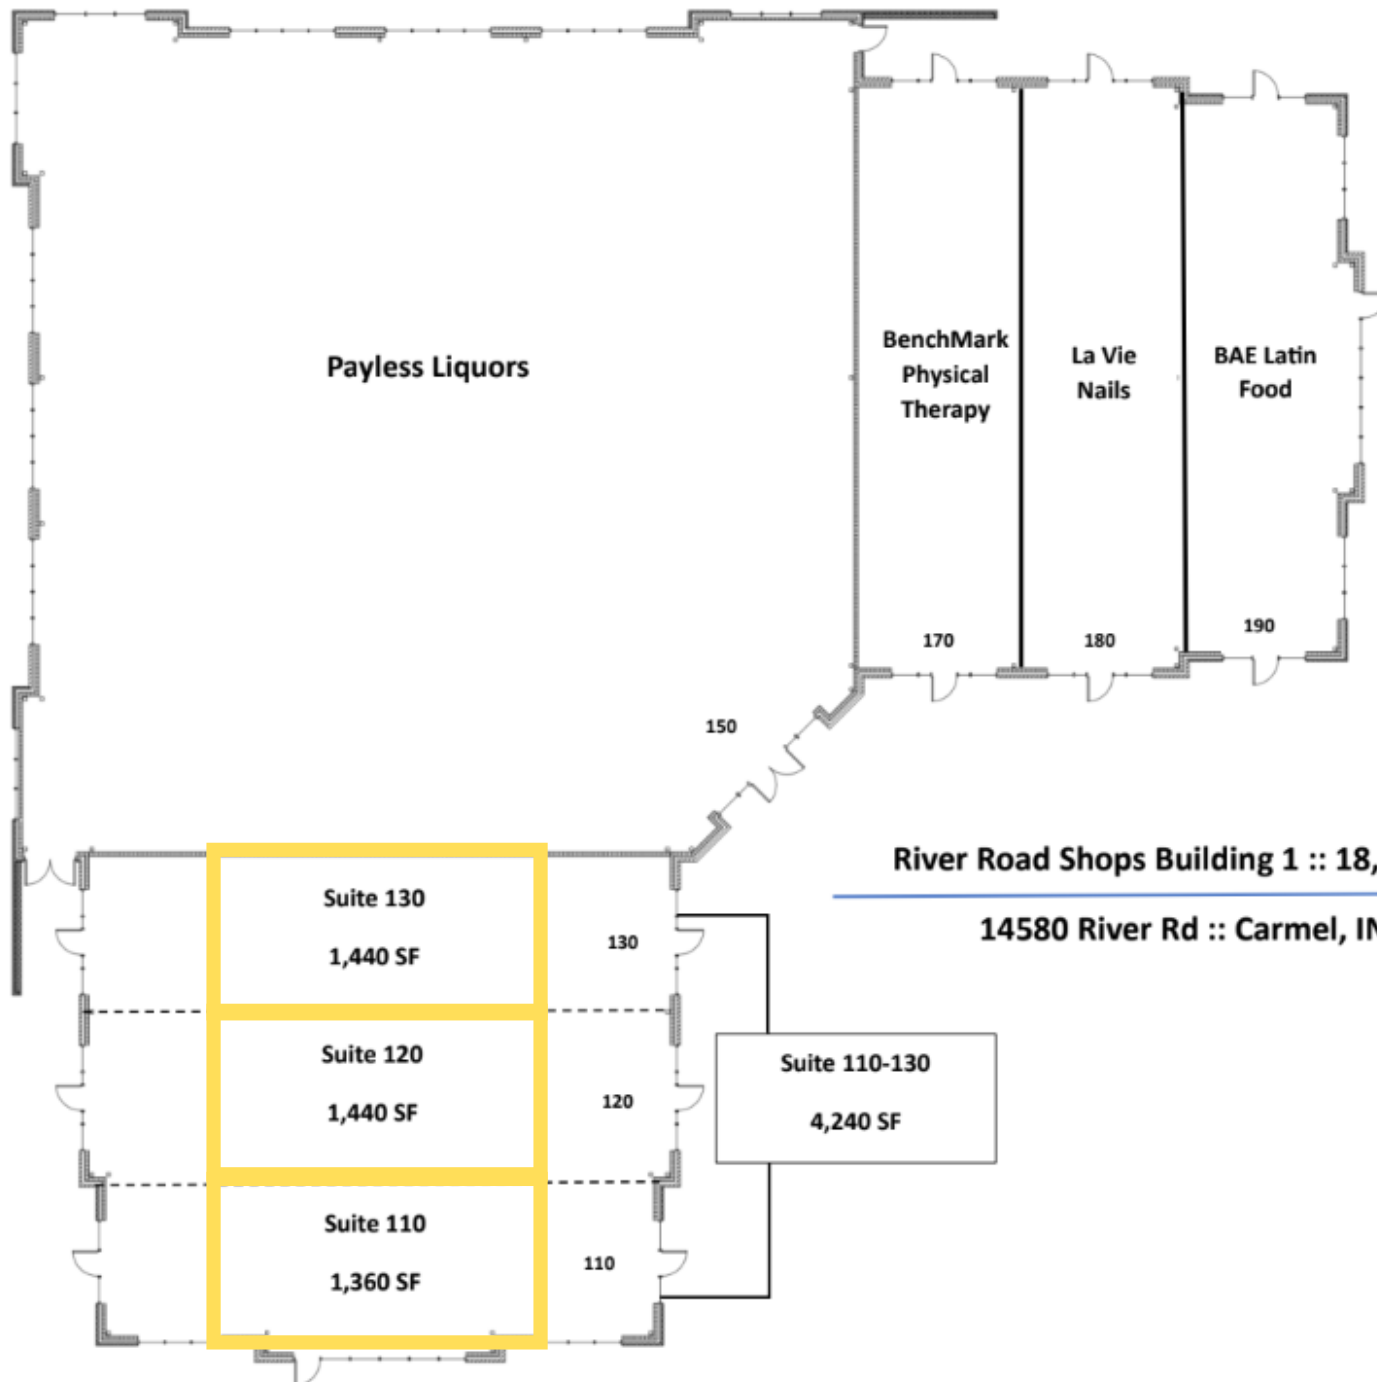 Payless Liquors
BenchMark
Physical
Therapy
La Vie
Nails
BAE Latin
Food
170
180
190
150
River Road Shops Building 1 :: 18,
14580 River Rd :: Carmel, IN
Suite 130
1,440 SF
130
Suite 120
1,440 SF
120
Suite 110-130
4,240 SF
Suite 110
1,360 SF
110